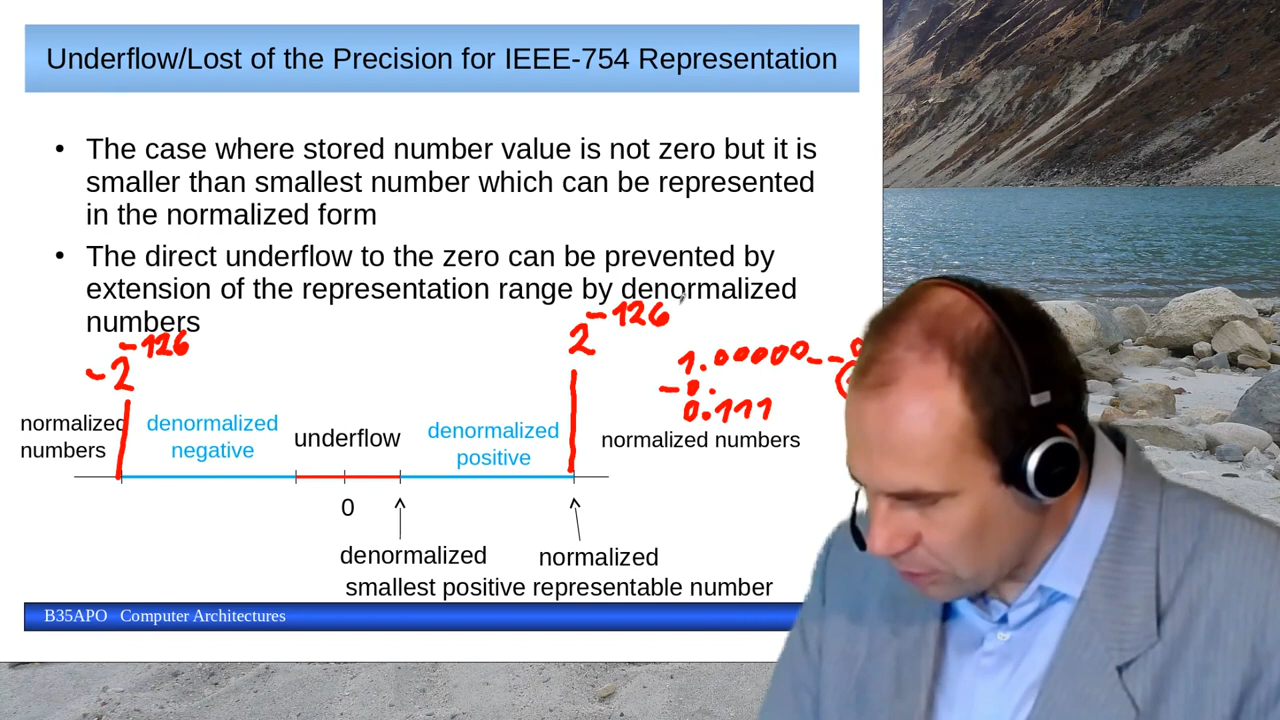 Underflow/Lost of the Precision for IEEE-754 Representation
• The case where stored number value is not zero but it is
smaller than smallest number which can be represented
in the normalized form
• The direct underflow to the zero can be prevented by
extension of the representation range by denormalized
numbers
-2^-126
2^-126
1.00000--0
-0.
0.111
normalized
numbers
denormalized
negative
underflow
denormalized
positive
normalized numbers
0
denormalized
normalized
smallest positive representable number
B35APO Computer Architectures